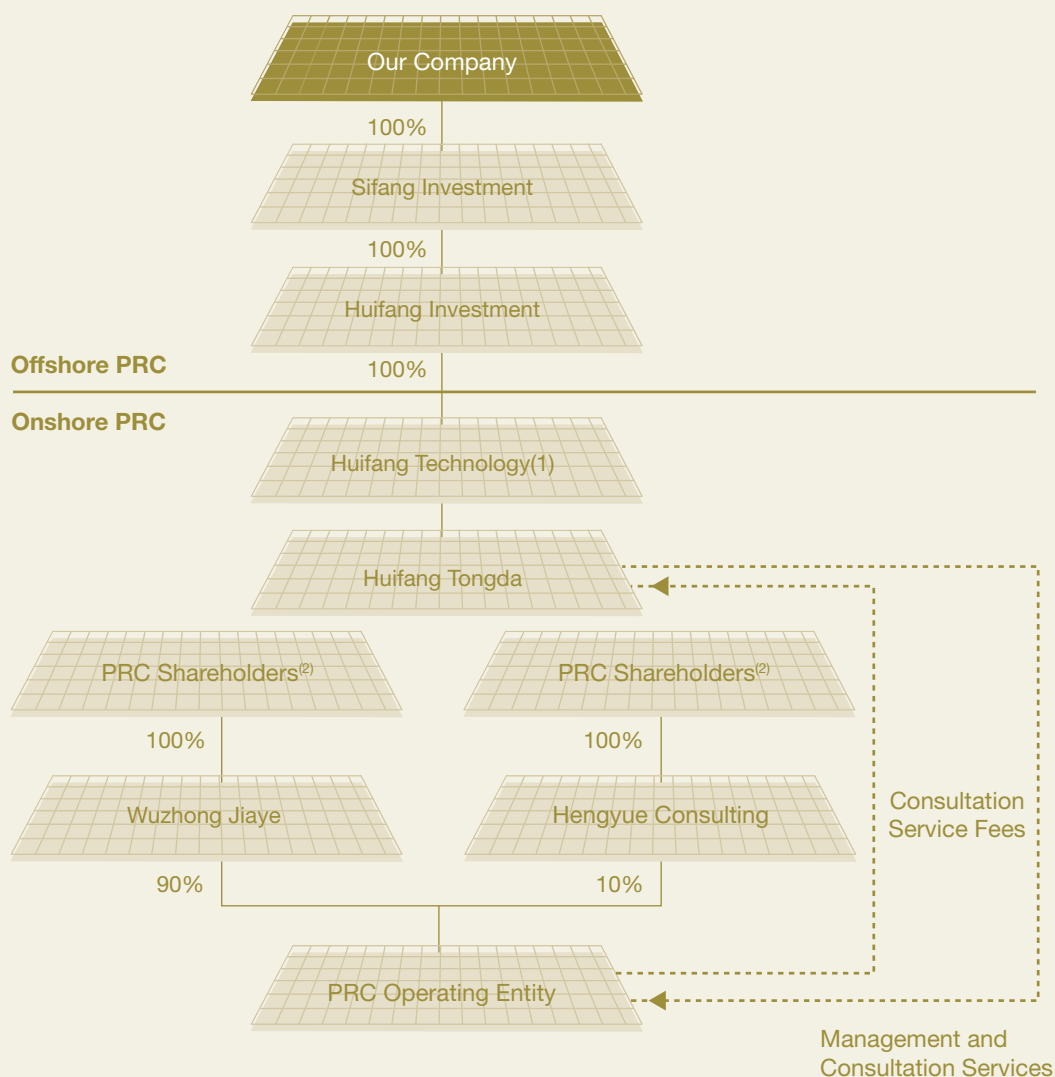 Our Company
100%
Sifang Investment
100%
Huifang Investment
Offshore PRC
100%
Onshore PRC
Huifang Technology(1)
Huifang Tongda
PRC Shareholders(2)
PRC Shareholders(2)
100%
100%
Wuzhong Jiaye
Hengyue Consulting
Consultation
Service Fees
90%
10%
PRC Operating Entity
Management and
Consultation Services